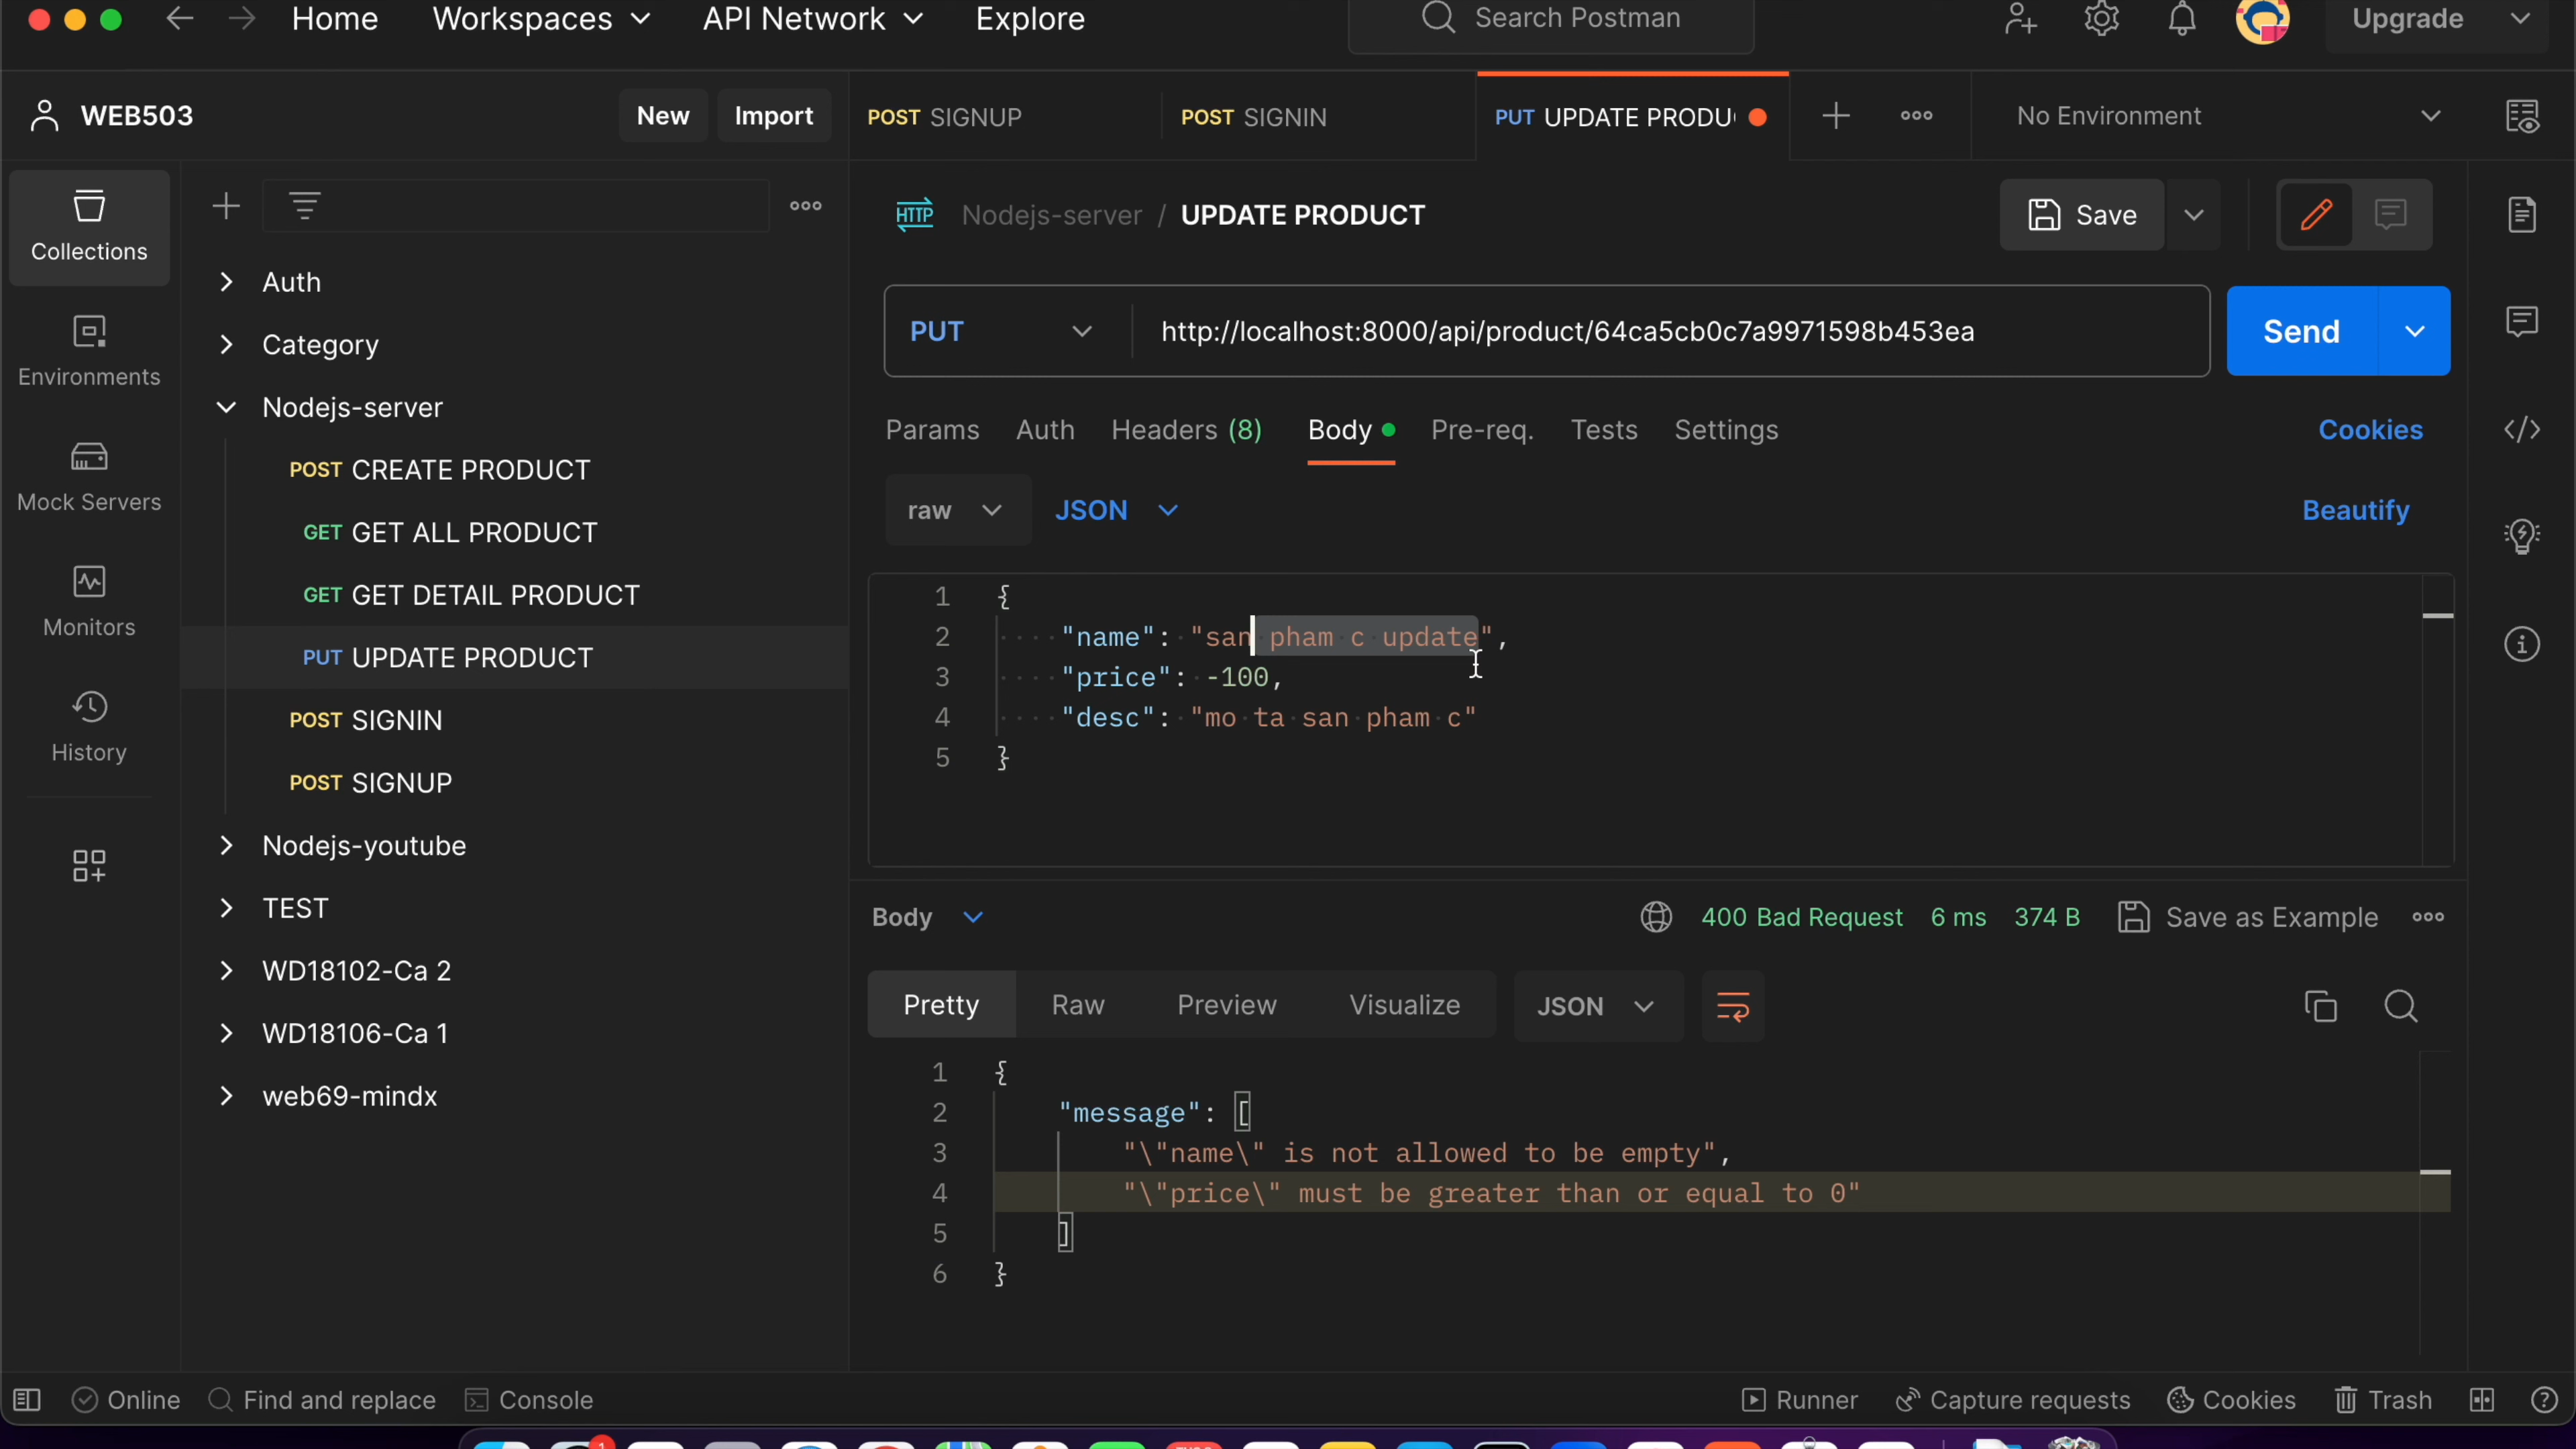 Home Workspaces API Network Explore Search Postman Upgrade
WEB503 New Import POST SIGNUP POST SIGNIN PUT UPDATE PRODU No Environment
Collections
Environments
Mock Servers
Monitors
History
Auth
Category
Nodejs-server
POST CREATE PRODUCT
GET GET ALL PRODUCT
GET GET DETAIL PRODUCT
PUT UPDATE PRODUCT
POST SIGNIN
POST SIGNUP
Nodejs-youtube
TEST
WD18102-Ca 2
WD18106-Ca 1
web69-mindx
HTTP Nodejs-server / UPDATE PRODUCT Save
PUT http://localhost:8000/api/product/64ca5cb0c7a9971598b453ea Send
Params Auth Headers (8) Body Pre-req. Tests Settings Cookies
raw JSON Beautify
1 {
2 "name": "san pham c update",
3 "price": -100,
4 "desc": "mo ta san pham c"
5 }
Body 400 Bad Request 6 ms 374 B Save as Example
Pretty Raw Preview Visualize JSON
1 {
2 "message": [
3 "\"name\" is not allowed to be empty",
4 "\"price\" must be greater than or equal to 0"
5 ]
6 }
Online Find and replace Console Runner Capture requests Cookies Trash
1